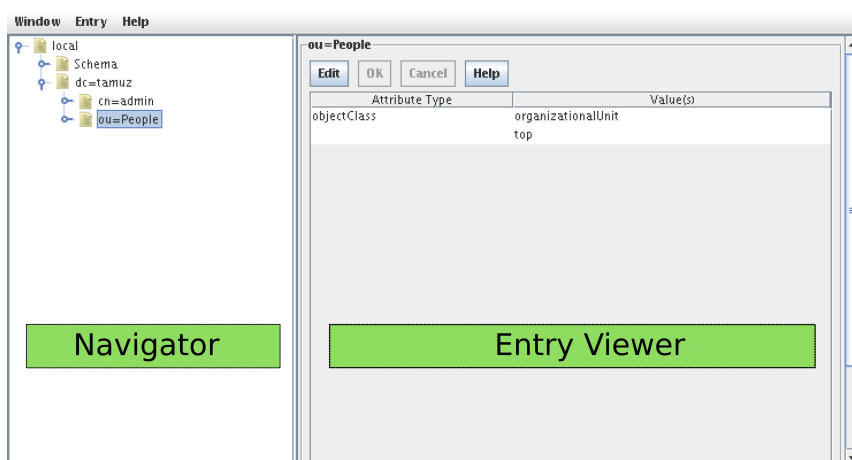 Window Entry Help
local
Schema
dc=tamuz
cn=admin
ou=People
ou=People
Edit OK Cancel Help
Attribute Type Value(s)
objectClass organizationalUnit
top
Navigator
Entry Viewer